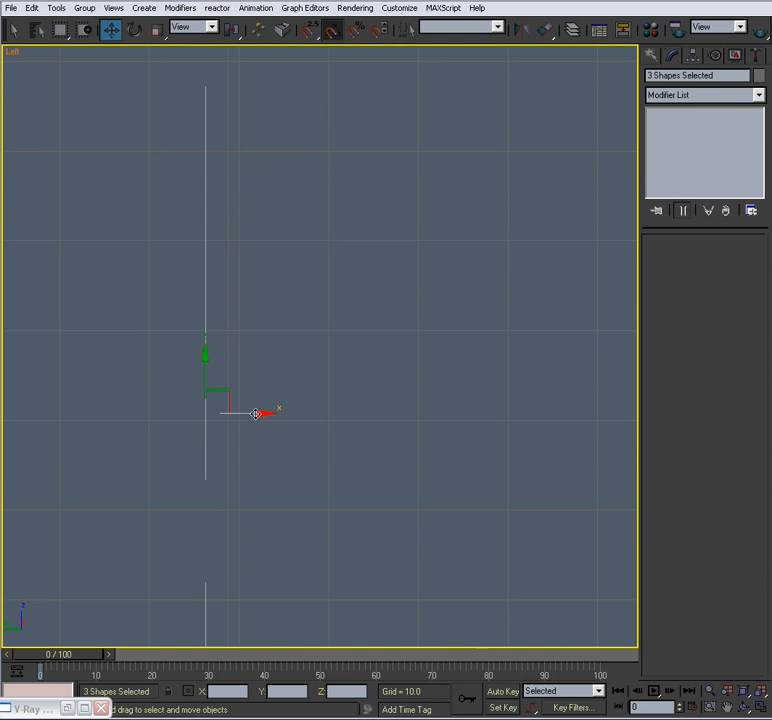 File Edit Tools Group Views Create Modifiers reactor Animation Graph Editors Rendering Customize MAXScript Help
View 2.5 % View
Left
3 Shapes Selected
Modifier List
x
z
0 / 100
0 10 20 30 40 50 60 70 80 90 100
3 Shapes Selected X: Y: Z: Grid = 10.0 Auto Key Selected
V-Ray ... d drag to select and move objects Add Time Tag Set Key Key Filters... 0